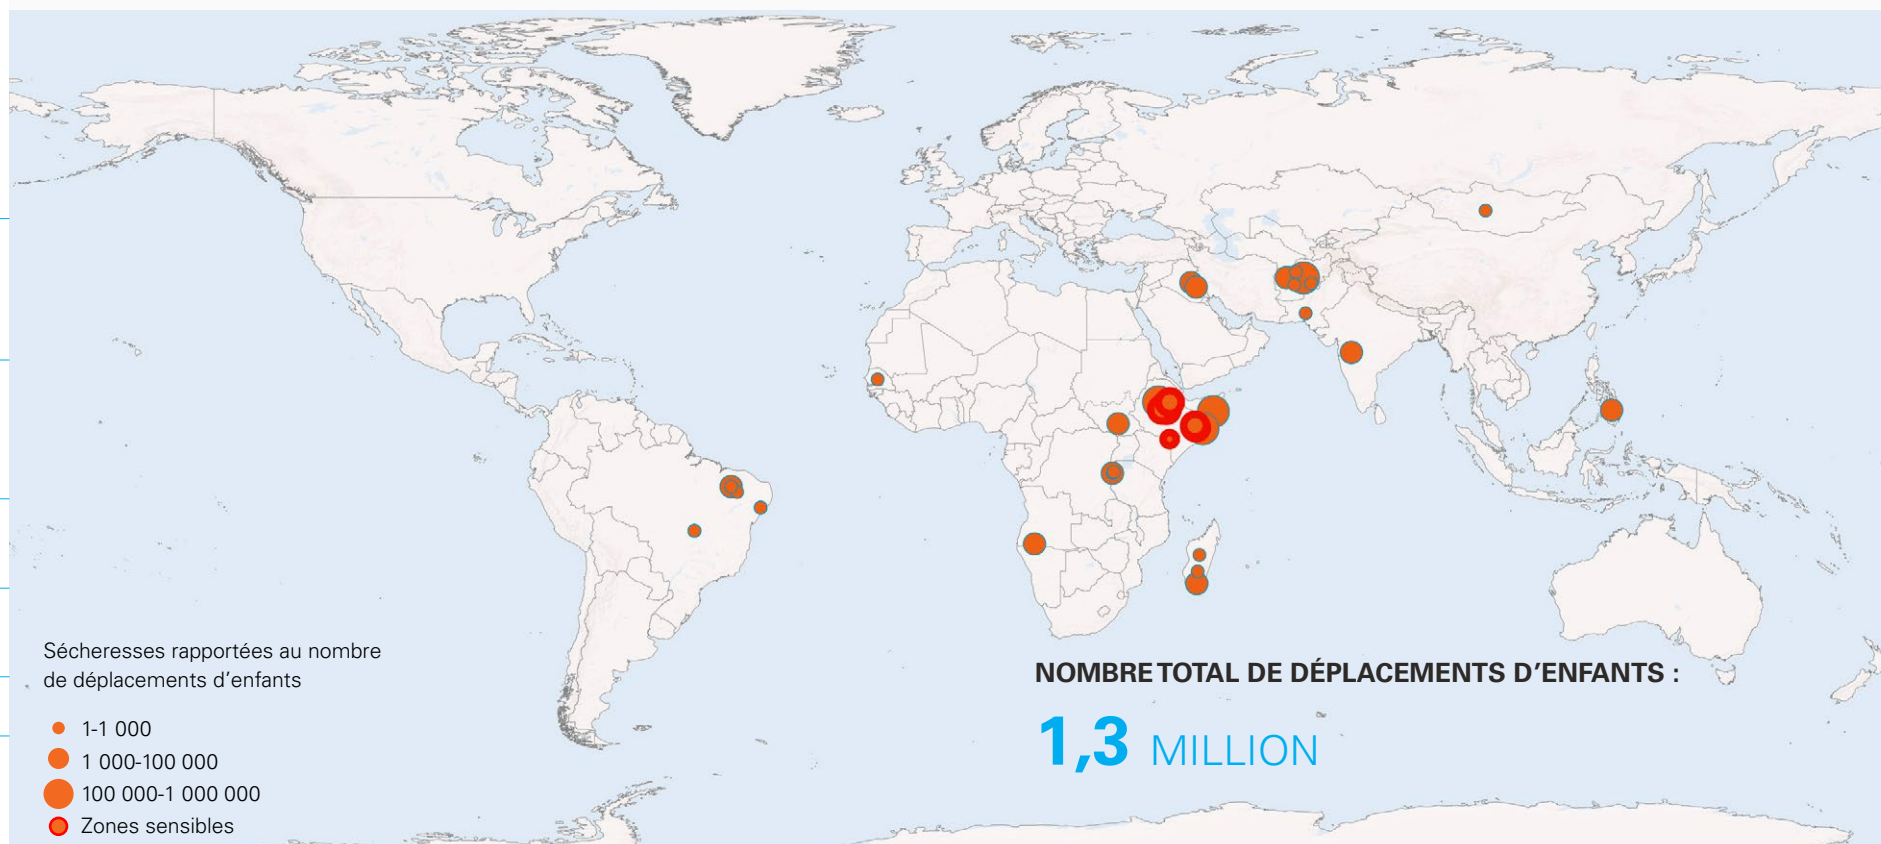 Sécheresses rapportées au nombre
de déplacements d’enfants
1-1 000
1 000-100 000
100 000-1 000 000
Zones sensibles
NOMBRE TOTAL DE DÉPLACEMENTS D’ENFANTS :
1,3 MILLION